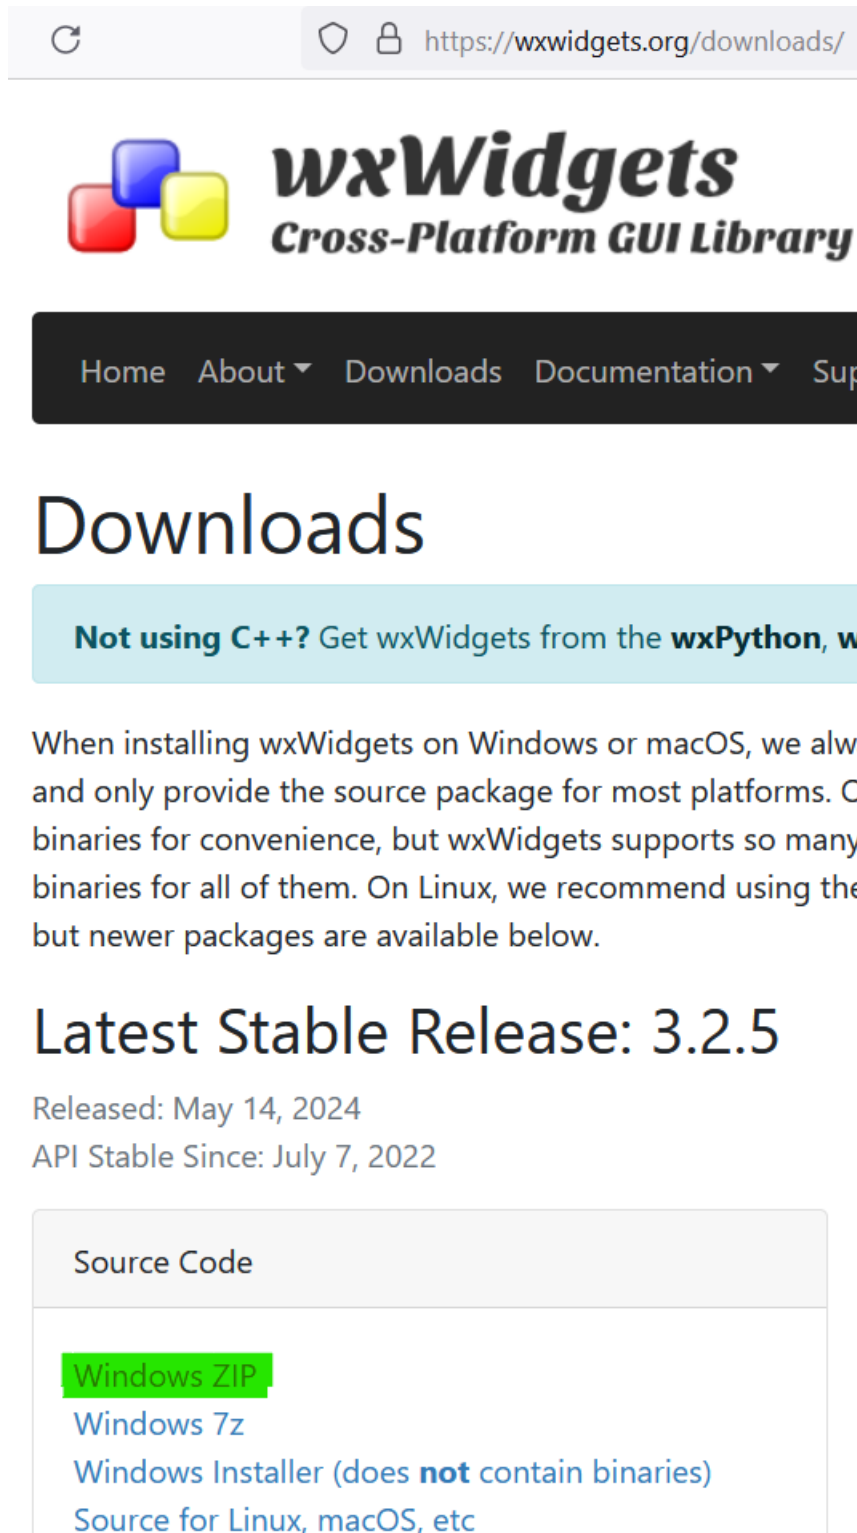 https://wxwidgets.org/downloads/
wxWidgets
Cross-Platform GUI Library
Home About Downloads Documentation Sup
Downloads
Not using C++? Get wxWidgets from the wxPython, w
When installing wxWidgets on Windows or macOS, we alw
and only provide the source package for most platforms. O
binaries for convenience, but wxWidgets supports so many
binaries for all of them. On Linux, we recommend using the
but newer packages are available below.
Latest Stable Release: 3.2.5
Released: May 14, 2024
API Stable Since: July 7, 2022
Source Code
Windows ZIP
Windows 7z
Windows Installer (does not contain binaries)
Source for Linux, macOS, etc